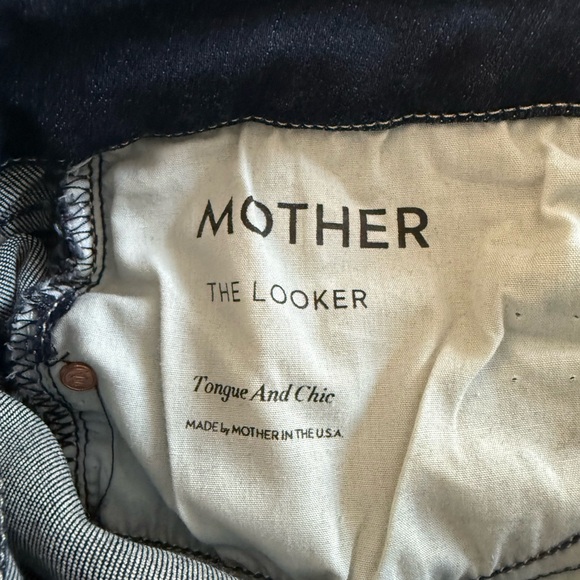 MOTHER
THE LOOKER
Tongue And Chic
MADE by MOTHER IN THE U.S.A.